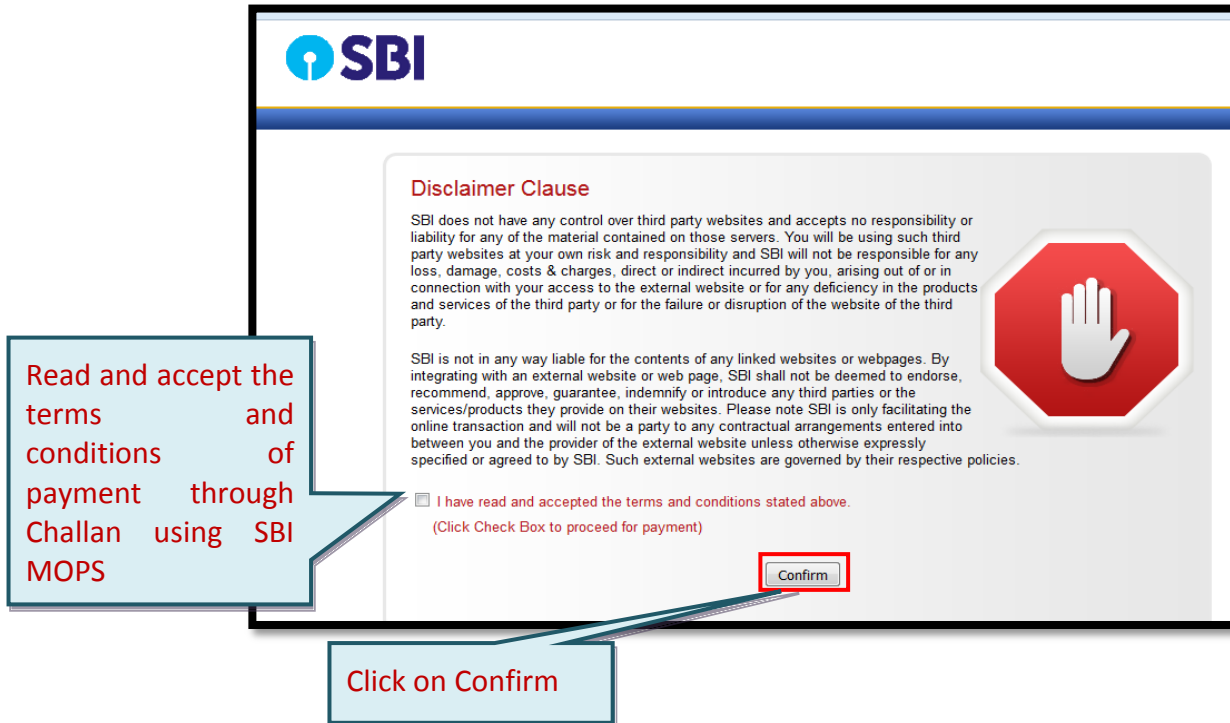 SBI
Disclaimer Clause
SBI does not have any control over third party websites and accepts no responsibility or
liability for any of the material contained on those servers. You will be using such third
party websites at your own risk and responsibility and SBI will not be responsible for any
loss, damage, costs & charges, direct or indirect incurred by you, arising out of or in
connection with your access to the external website or for any deficiency in the products
and services of the third party or for the failure or disruption of the website of the third
party.
SBI is not in any way liable for the contents of any linked websites or webpages. By
integrating with an external website or web page, SBI shall not be deemed to endorse,
recommend, approve, guarantee, indemnify or introduce any third parties or the
services/products they provide on their websites. Please note SBI is only facilitating the
online transaction and will not be a party to any contractual arrangements entered into
between you and the provider of the external website unless otherwise expressly
specified or agreed to by SBI. Such external websites are governed by their respective policies.
I have read and accepted the terms and conditions stated above.
(Click Check Box to proceed for payment)
Confirm
Read and accept the
terms and
conditions of
payment through
Challan using SBI
MOPS
Click on Confirm